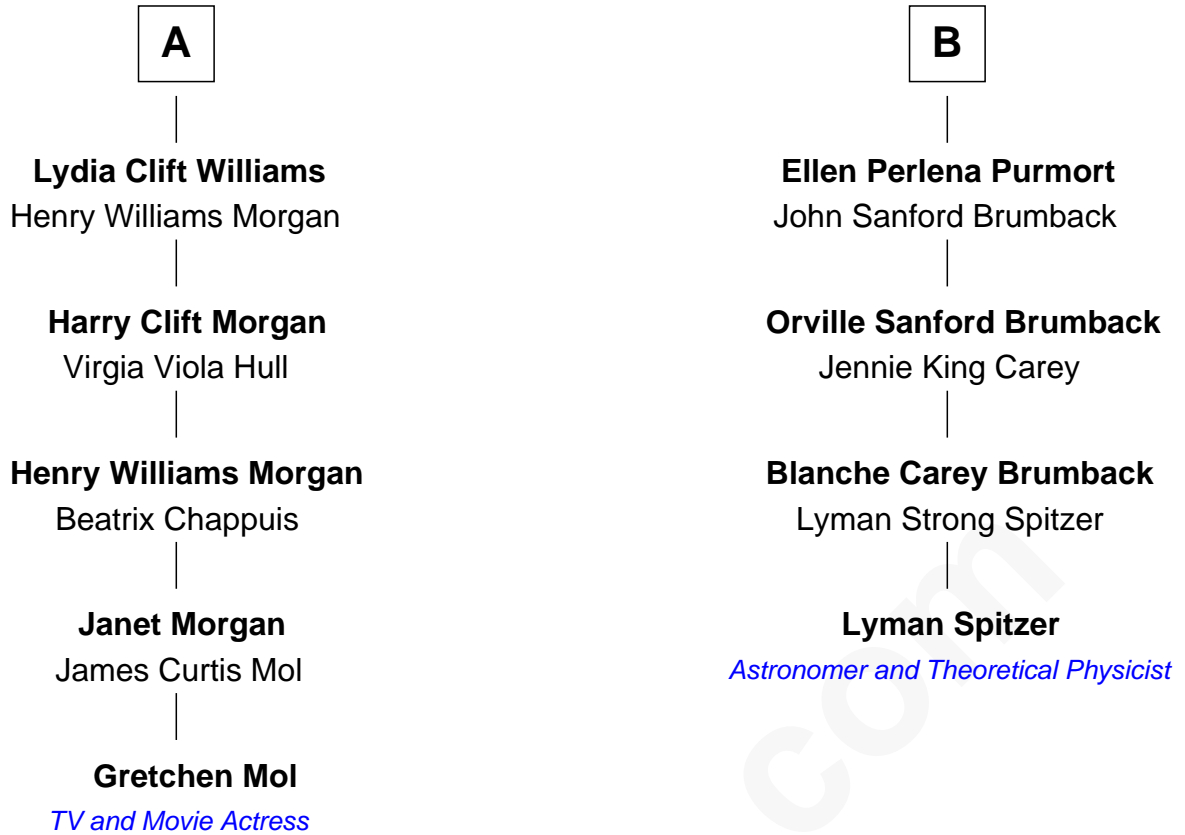 A
Lydia Clift Williams
Henry Williams Morgan
Harry Clift Morgan
Virgia Viola Hull
Henry Williams Morgan
Beatrix Chappuis
Janet Morgan
James Curtis Mol
Gretchen Mol
TV and Movie Actress
B
Ellen Perlena Purmort
John Sanford Brumback
Orville Sanford Brumback
Jennie King Carey
Blanche Carey Brumback
Lyman Strong Spitzer
Lyman Spitzer
Astronomer and Theoretical Physicist
com